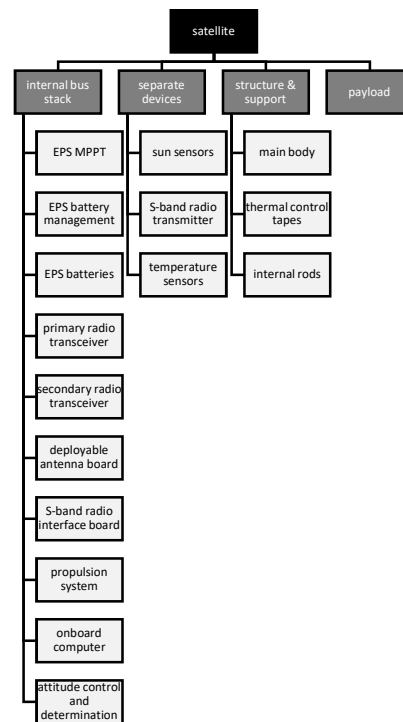 satellite
internal bus
stack
separate
devices
structure &
support
payload
EPS MPPT
sun sensors
main body
EPS battery
management
S-band radio
transmitter
thermal control
tapes
EPS batteries
temperature
sensors
internal rods
primary radio
transceiver
secondary radio
transceiver
deployable
antenna board
S-band radio
interface board
propulsion
system
onboard
computer
attitude control
and
determination